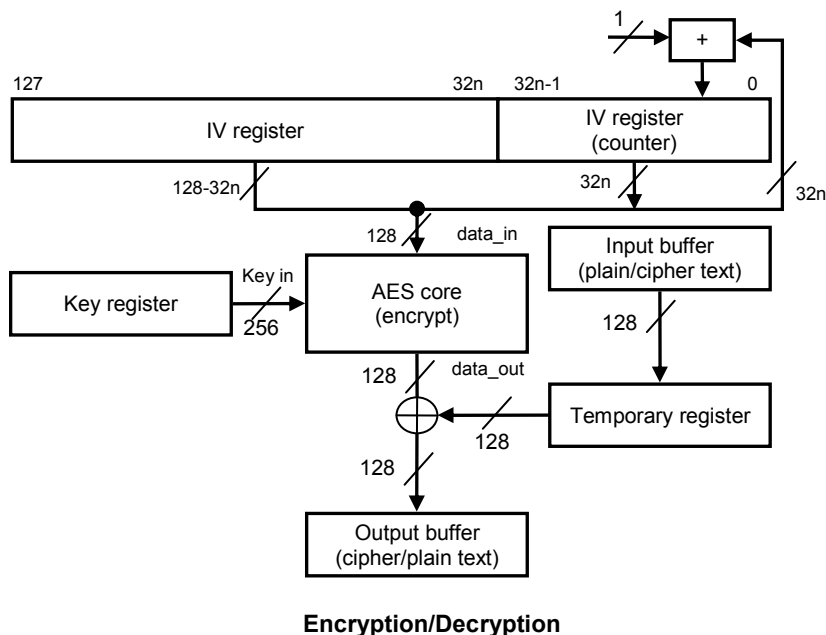 1
+
127
32n
32n-1
0
IV register
IV register
(counter)
128-32n
32n
32n
128
data_in
Input buffer
(plain/cipher text)
Key in
Key register
256
AES core
(encrypt)
128
128
data_out
Temporary register
128
128
Output buffer
(cipher/plain text)
Encryption/Decryption